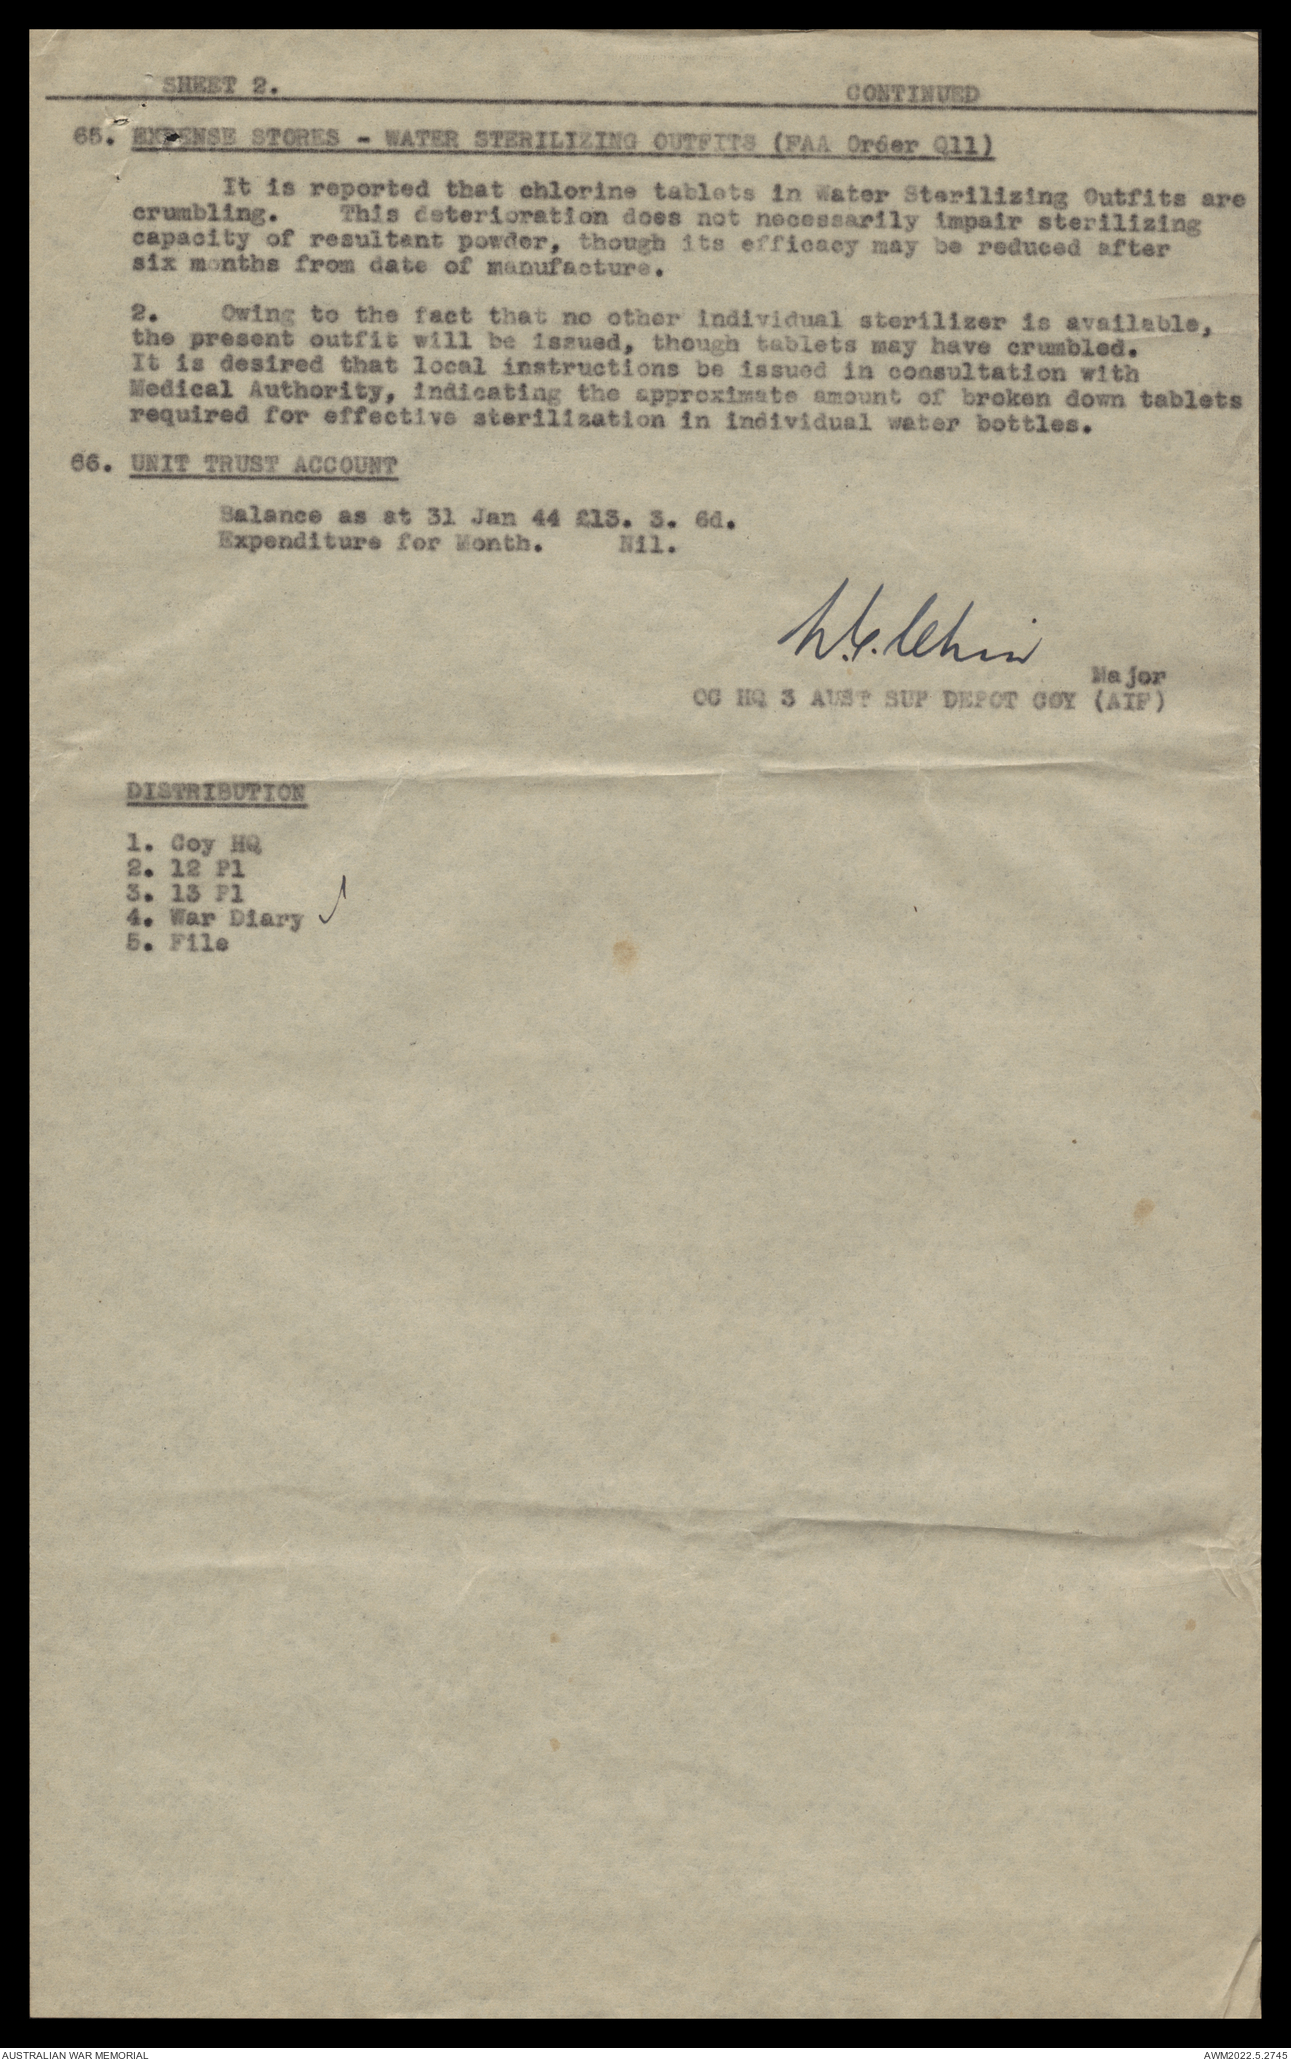 SHEET 2.
CONTINUED
65. EXPENSE STORES - WATER STERILIZING OUTFITS (FAA Order Q11)
It is reported that chlorine tablets in Water Sterilizing Outfits are
crumbling. This deterioration does not necessarily impair sterilizing
capacity of resultant powder, though its efficacy may be reduced after
six months from date of manufacture.
2. Owing to the fact that no other individual sterilizer is available,
the present outfit will be issued, though tablets may have crumbled.
It is desired that local instructions be issued in consultation with
Medical Authority, indicating the approximate amount of broken down tablets
required for effective sterilization in individual water bottles.
66. UNIT TRUST ACCOUNT
Balance as at 31 Jan 44 £13. 3. 6d.
Expenditure for Month. Nil.
Major
OC HQ 3 AUST SUP DEPOT COY (AIF)
DISTRIBUTION
1. Coy HQ
2. 12 Pl
3. 13 Pl
4. War Diary
5. File
AUSTRALIAN WAR MEMORIAL
AWM2022.5.2745